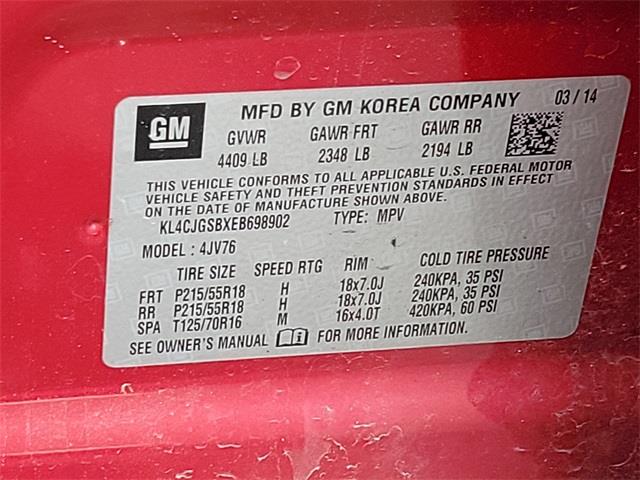 GM
MFD BY GM KOREA COMPANY 03 / 14
GVWR GAWR FRT GAWR RR
4409 LB 2348 LB 2194 LB
THIS VEHICLE CONFORMS TO ALL APPLICABLE U.S. FEDERAL MOTOR
VEHICLE SAFETY AND THEFT PREVENTION STANDARDS IN EFFECT
ON THE DATE OF MANUFACTURE SHOWN ABOVE.
KL4CJGSBXEB698902 TYPE: MPV
MODEL : 4JV76
TIRE SIZE SPEED RTG RIM COLD TIRE PRESSURE
FRT P215/55R18 H 18x7.0J 240KPA, 35 PSI
RR P215/55R18 H 18x7.0J 240KPA, 35 PSI
SPA T125/70R16 M 16x4.0T 420KPA, 60 PSI
SEE OWNER'S MANUAL FOR MORE INFORMATION.